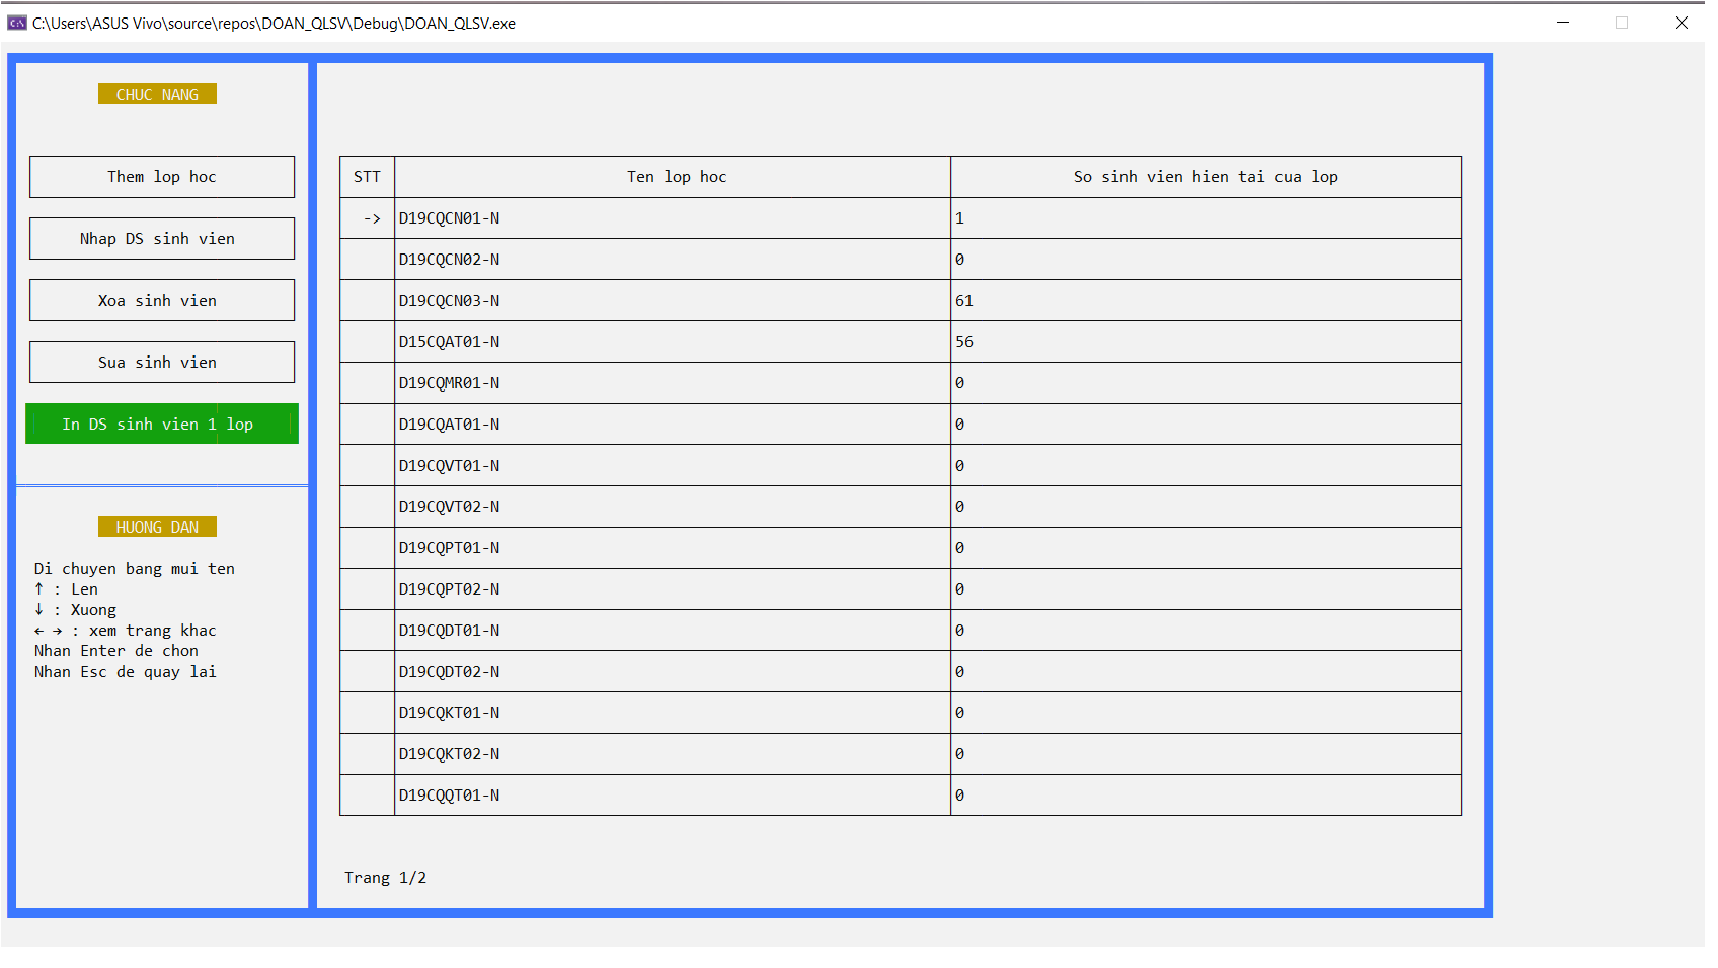 C:\Users\ASUS Vivo\source\repos\DOAN_QLSV\Debug\DOAN_QLSV.exe
CHUC NANG
Them lop hoc
Nhap DS sinh vien
Xoa sinh vien
Sua sinh vien
In DS sinh vien 1 lop
HUONG DAN
Di chuyen bang mui ten
↑ : Len
↓ : Xuong
← → : xem trang khac
Nhan Enter de chon
Nhan Esc de quay lai
STT Ten lop hoc So sinh vien hien tai cua lop
-> D19CQCN01-N 1
D19CQCN02-N 0
D19CQCN03-N 61
D15CQAT01-N 56
D19CQMR01-N 0
D19CQAT01-N 0
D19CQVT01-N 0
D19CQVT02-N 0
D19CQPT01-N 0
D19CQPT02-N 0
D19CQDT01-N 0
D19CQDT02-N 0
D19CQKT01-N 0
D19CQKT02-N 0
D19CQQT01-N 0
Trang 1/2